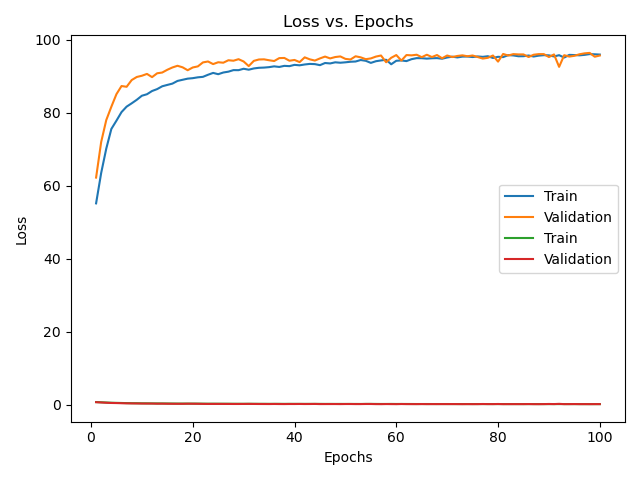 Loss vs. Epochs
100
80
60
40
20
0
Loss
Train
Validation
Train
Validation
0 20 40 60 80 100
Epochs